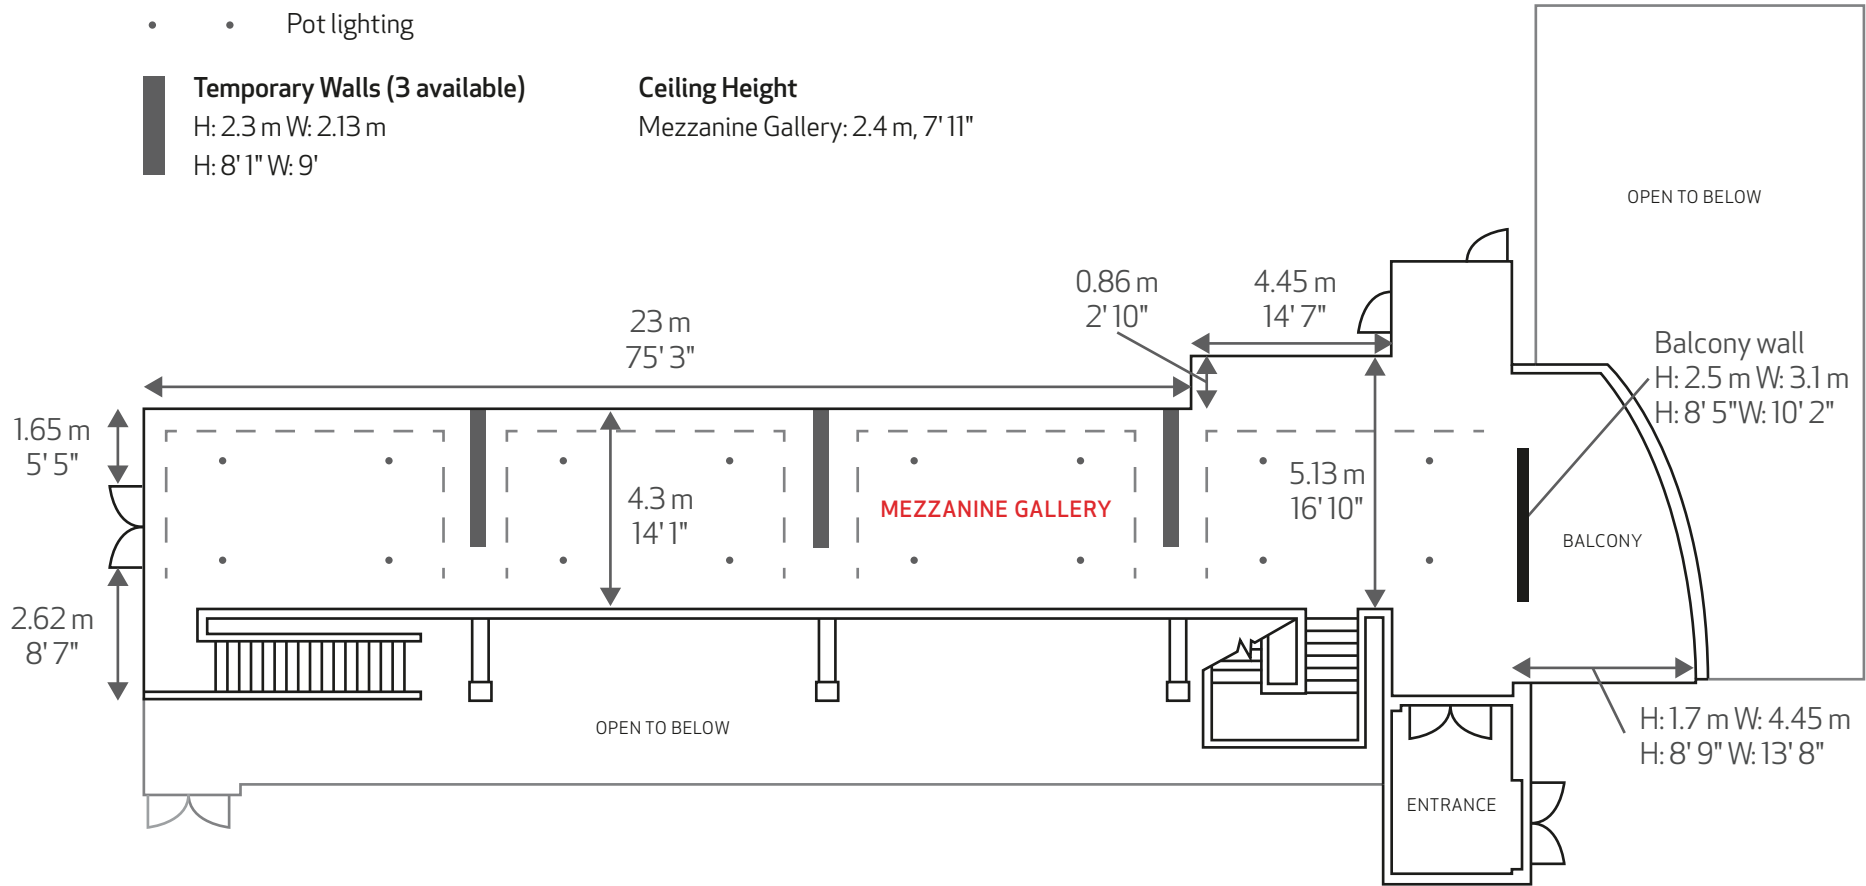 Pot lighting
Temporary Walls (3 available)
H: 2.3 m W: 2.13 m
H: 8' 1" W: 9'
Ceiling Height
Mezzanine Gallery: 2.4 m, 7' 11"
OPEN TO BELOW
0.86 m
2' 10"
4.45 m
14' 7"
23 m
75' 3"
Balcony wall
H: 2.5 m W: 3.1 m
H: 8' 5"W: 10' 2"
1.65 m
5' 5"
4.3 m
14' 1"
MEZZANINE GALLERY
5.13 m
16' 10"
BALCONY
2.62 m
8' 7"
OPEN TO BELOW
H: 1.7 m W: 4.45 m
H: 8' 9" W: 13' 8"
ENTRANCE